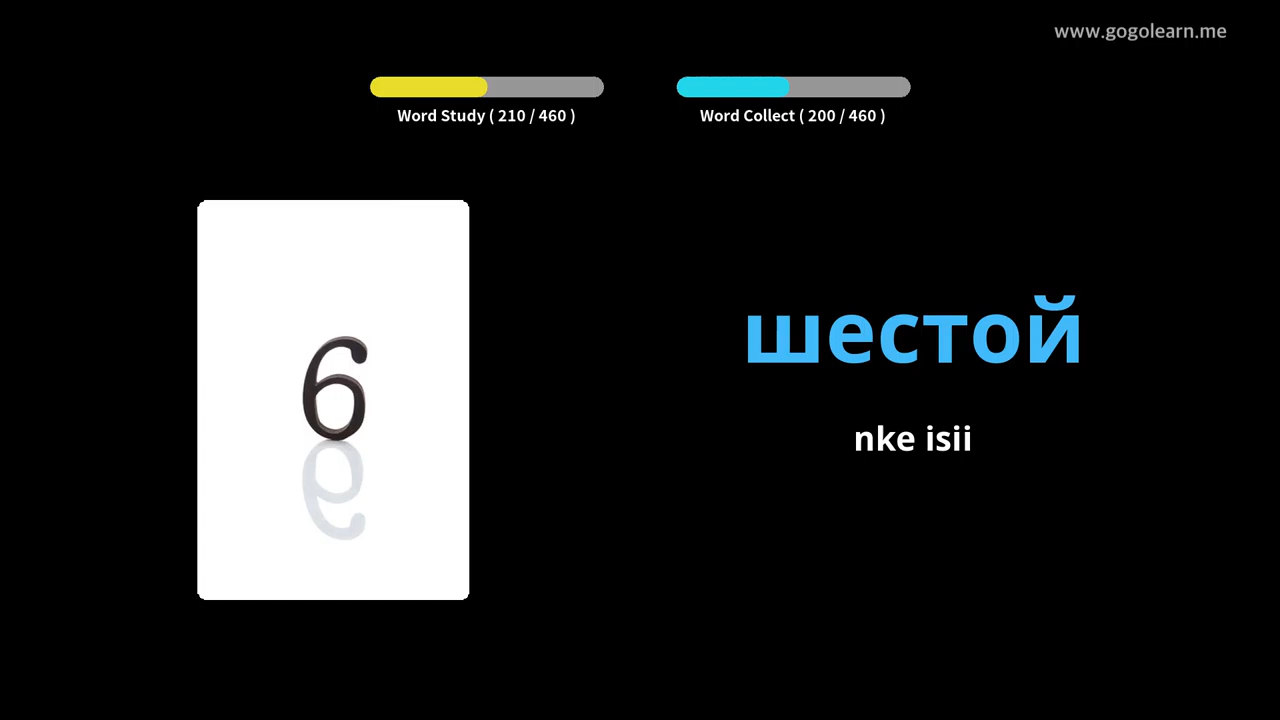 www.gogolearn.me
Word Study ( 210 / 460 )
Word Collect ( 200 / 460 )
6
шестой
nke isii